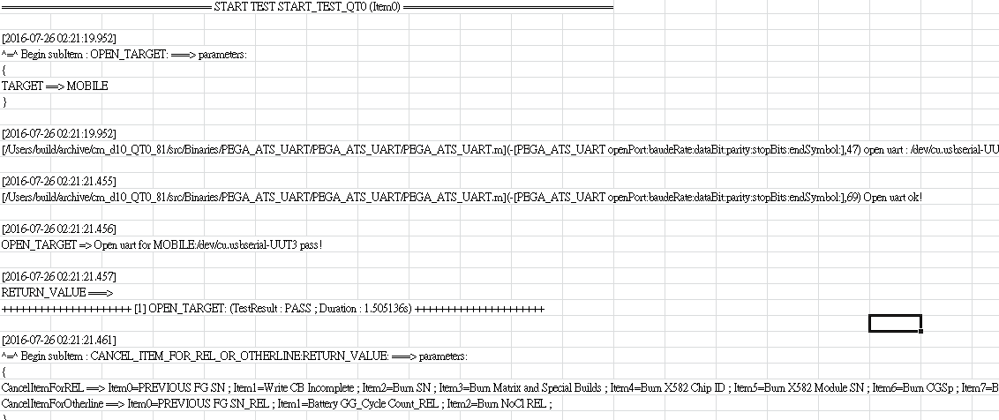 ================================== START TEST START_TEST_QT0 (Item0) ==================================
[2016-07-26 02:21:19.952]
^=^ Begin subItem : OPEN_TARGET: ===> parameters:
{
TARGET ==> MOBILE
}
[2016-07-26 02:21:19.952]
[/Users/build/archive/cm_d10_QT0_81/src/Binaries/PEGA_ATS_UART/PEGA_ATS_UART/PEGA_ATS_UART.m](-[PEGA_ATS_UART openPort:baudeRate:dataBit:parity:stopBits:endSymbol:],47) open uart : /dev/cu.usbserial-UU
[2016-07-26 02:21:21.455]
[/Users/build/archive/cm_d10_QT0_81/src/Binaries/PEGA_ATS_UART/PEGA_ATS_UART/PEGA_ATS_UART.m](-[PEGA_ATS_UART openPort:baudeRate:dataBit:parity:stopBits:endSymbol:],69) Open uart ok!
[2016-07-26 02:21:21.456]
OPEN_TARGET => Open uart for MOBILE:/dev/cu.usbserial-UUT3 pass!
[2016-07-26 02:21:21.457]
RETURN_VALUE ===>
+++++++++++++++++++++ [1] OPEN_TARGET: (TestResult : PASS ; Duration : 1.505136s) +++++++++++++++++++++
[2016-07-26 02:21:21.461]
^=^ Begin subItem : CANCEL_ITEM_FOR_REL_OR_OTHERLINE:RETURN_VALUE: ===> parameters:
{
CancelItemForREL ==> Item0=PREVIOUS FG SN ; Item1=Write CB Incomplete ; Item2=Burn SN ; Item3=Burn Matrix and Special Builds ; Item4=Burn X582 Chip ID ; Item5=Burn X582 Module SN ; Item6=Burn CGSp ; Item7=B
CancelItemForOtherline ==> Item0=PREVIOUS FG SN_REL ; Item1=Battery GG_Cycle Count_REL ; Item2=Burn NoCl REL ;
}